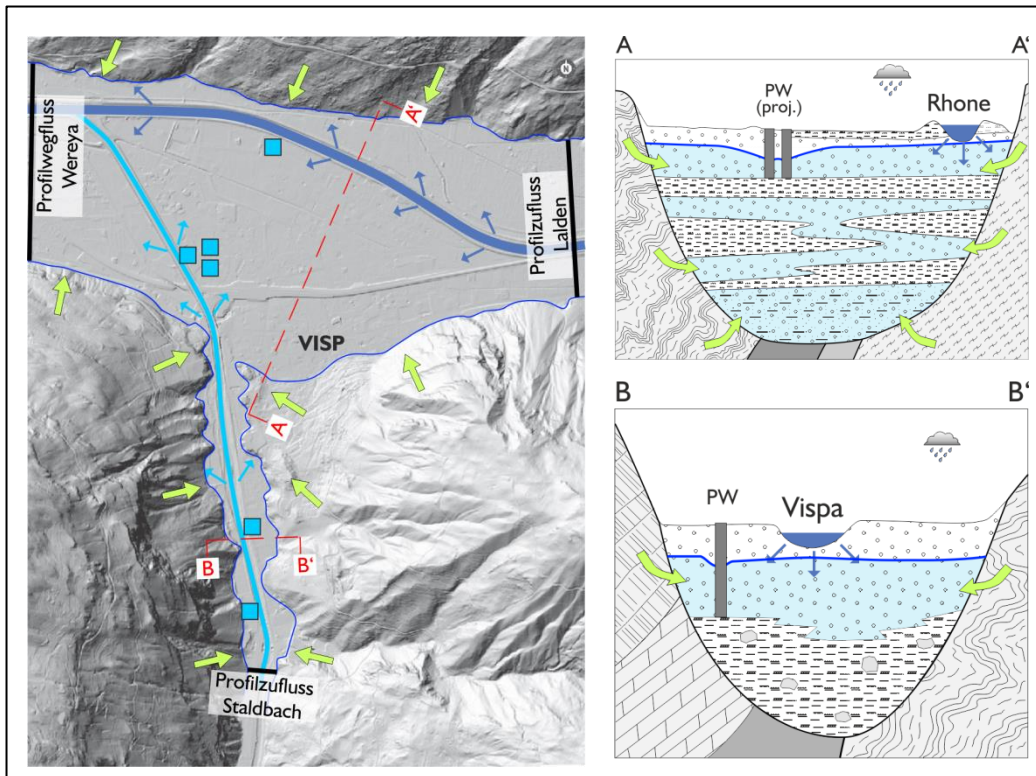 Profilwegfluss
Wereya
A'
Profilzufluss
Lalden
VISP
A
B
B'
Profilzufluss
Staldbach
N
A
A'
PW
(proj.)
Rhone
B
B'
PW
Vispa